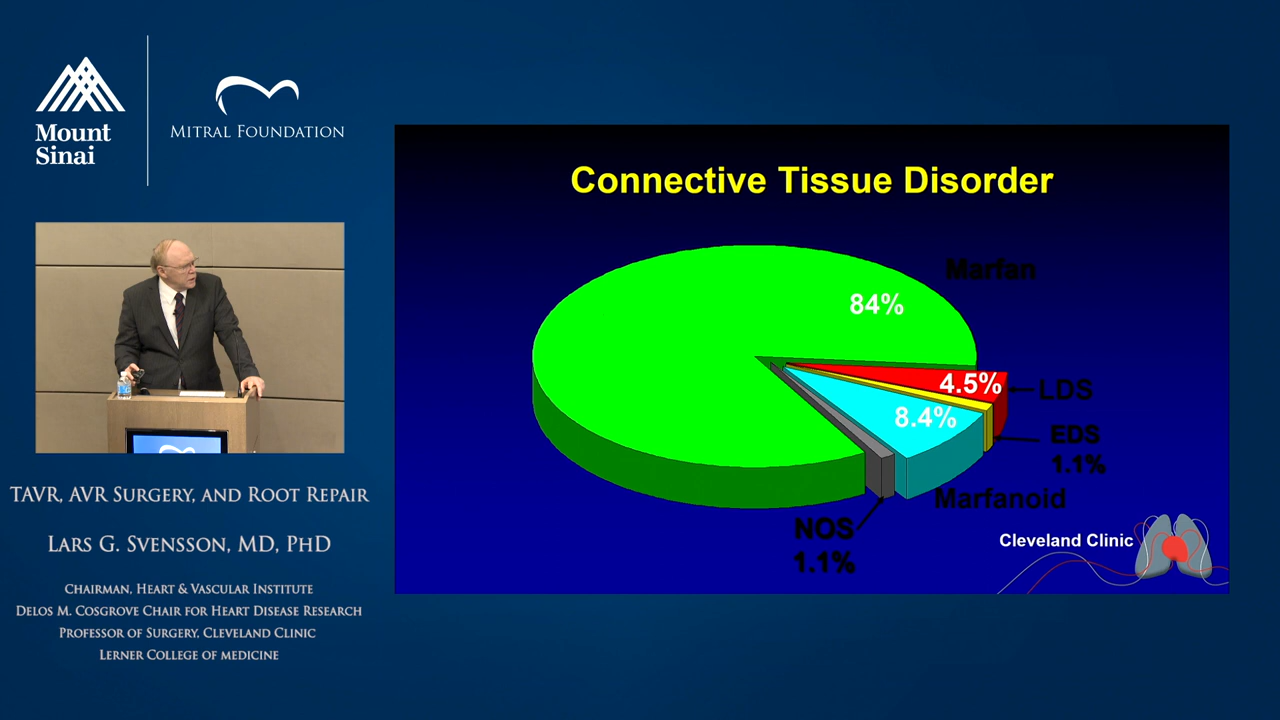 Mount
Sinai
Mitral Foundation
TAVR, AVR Surgery, and Root Repair
Lars G. Svensson, MD, PhD
Chairman, Heart & Vascular Institute
Delos M. Cosgrove Chair for Heart Disease Research
Professor of Surgery, Cleveland Clinic
Lerner College of medicine
Connective Tissue Disorder
Marfan
84%
4.5%
LDS
8.4%
EDS
1.1%
Marfanoid
NOS
1.1%
Cleveland Clinic